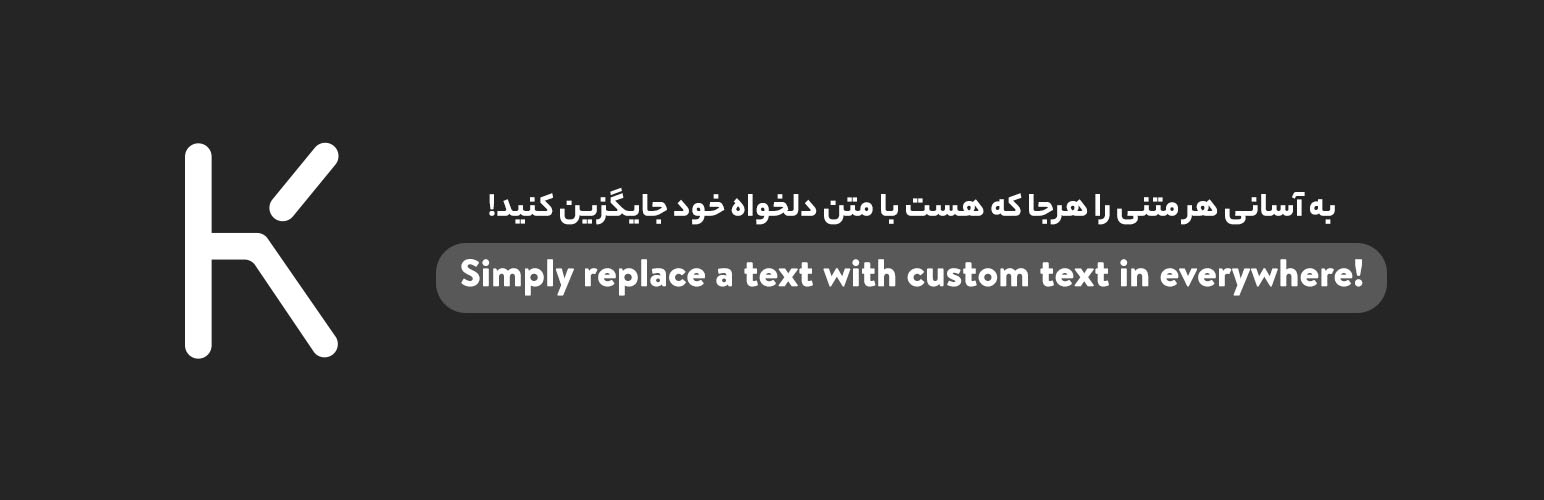 K
به آسانی هر متنی را هرجا که هست با متن دلخواه خود جایگزین کنید!
Simply replace a text with custom text in everywhere!